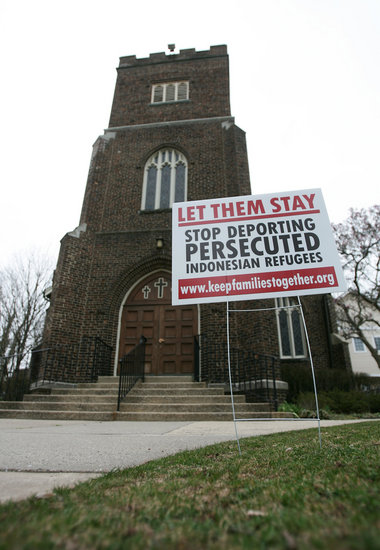 LET THEM STAY
STOP DEPORTING
PERSECUTED
INDONESIAN REFUGEES
www.keepfamiliestogether.org